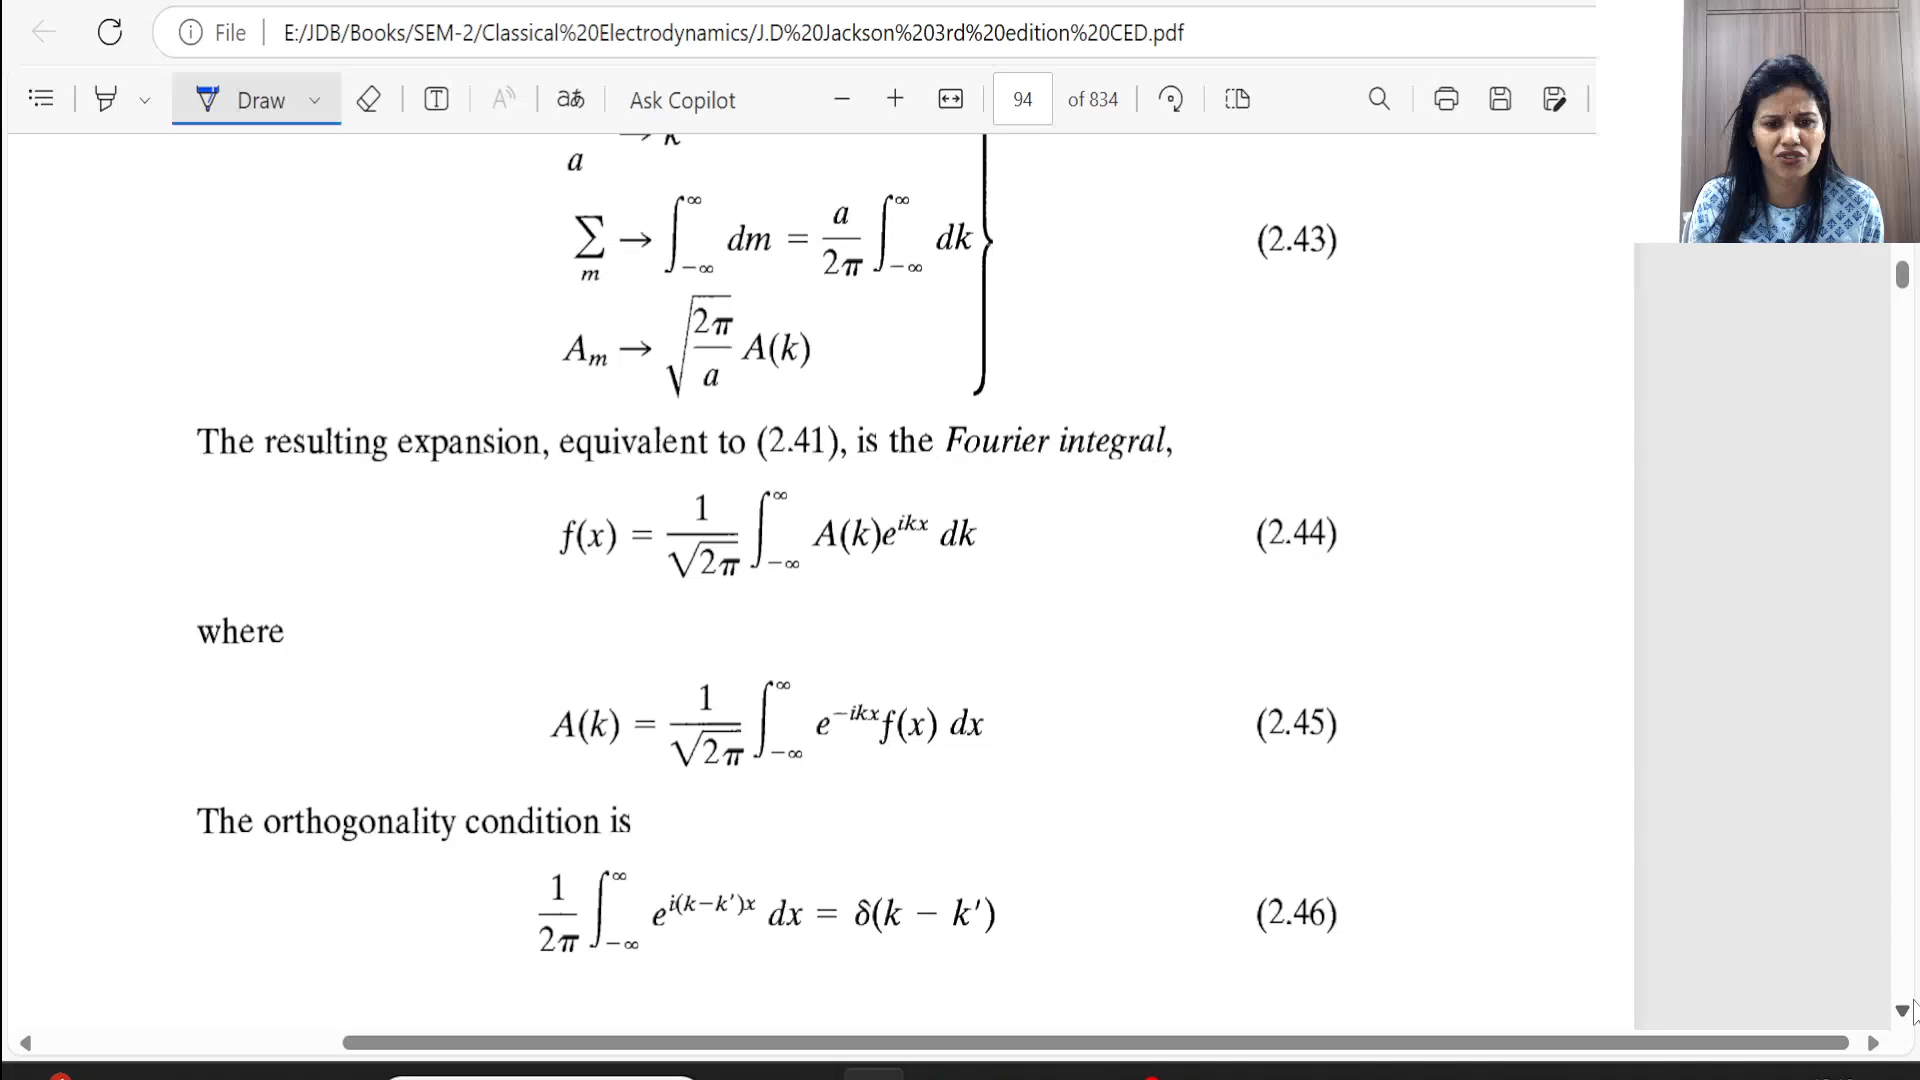 File E:/JDB/Books/SEM-2/Classical%20Electrodynamics/J.D%20Jackson%203rd%20edition%20CED.pdf
Draw T A aあ Ask Copilot 94 of 834
a → k
∑_m → ∫_{−∞}^{∞} dm = a/2π ∫_{−∞}^{∞} dk (2.43)
A_m → √(2π/a) A(k)
The resulting expansion, equivalent to (2.41), is the Fourier integral,
f(x) = 1/√2π ∫_{−∞}^{∞} A(k)e^{ikx} dk (2.44)
where
A(k) = 1/√2π ∫_{−∞}^{∞} e^{−ikx}f(x) dx (2.45)
The orthogonality condition is
1/2π ∫_{−∞}^{∞} e^{i(k−k′)x} dx = δ(k − k′) (2.46)